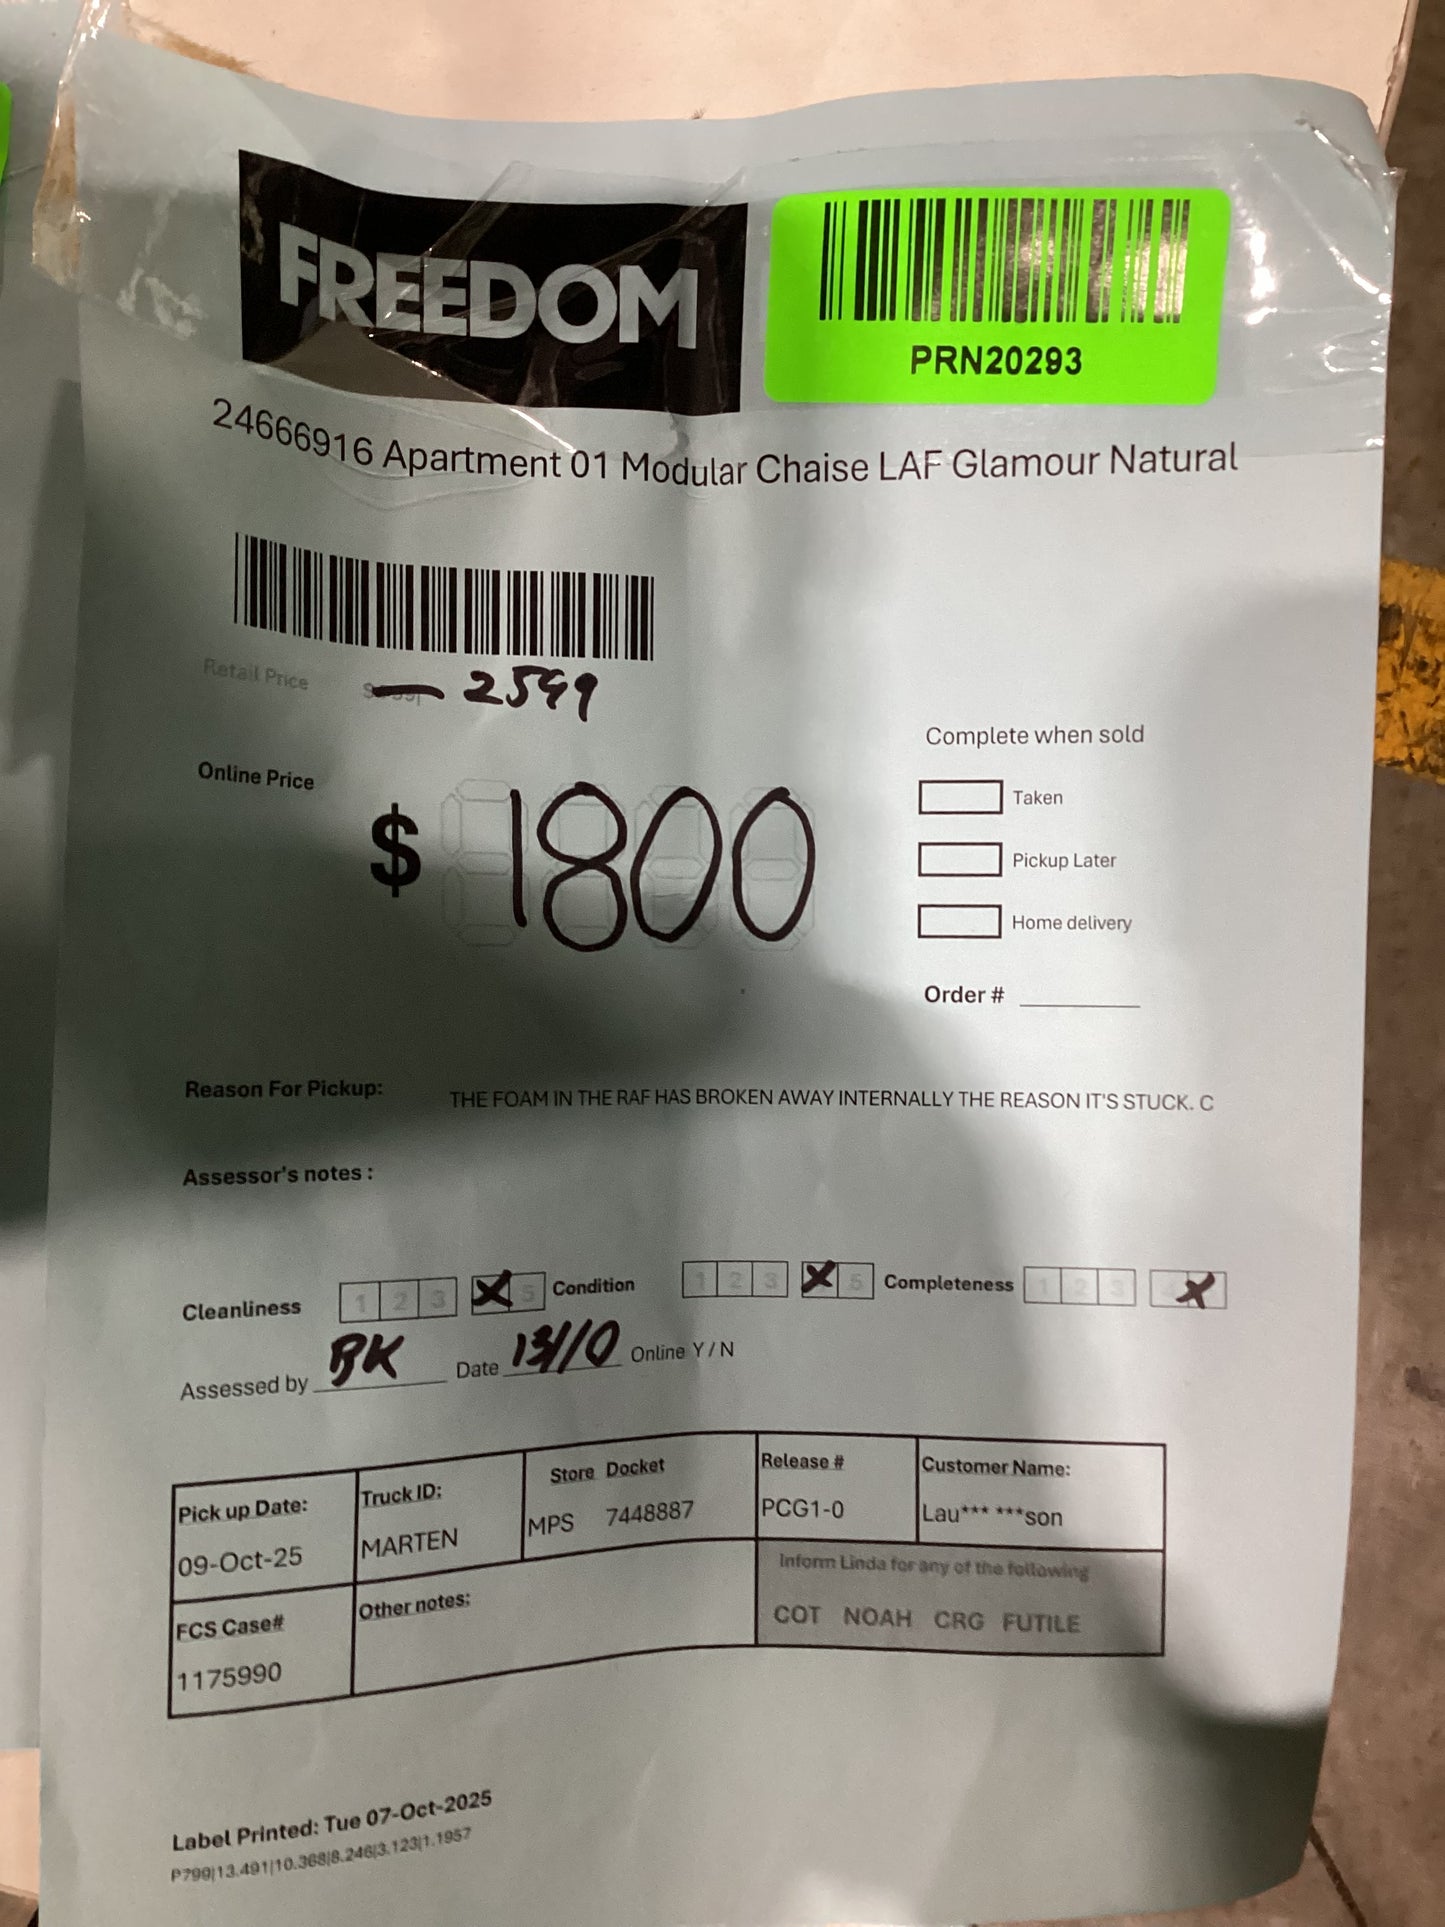 FREEDOM
PRN20293
24666916 Apartment 01 Modular Chaise LAF Glamour Natural
Retail Price 2599
Online Price
$ 1800
Complete when sold
Taken
Pickup Later
Home delivery
Order #
Reason For Pickup: THE FOAM IN THE RAF HAS BROKEN AWAY INTERNALLY THE REASON IT'S STUCK. C
Assessor's notes :
Cleanliness 1 2 3 X 5 Condition 1 2 3 X 5 Completeness 1 2 3 X
Assessed by BK Date 13/10 Online Y / N
Pick up Date: Truck ID: Store Docket Release # Customer Name:
09-Oct-25 MARTEN MPS 7448887 PCG1-0 Lau*** ***son
FCS Case# Other notes: Inform Linda for any of the following
1175990 COT NOAH CRG FUTILE
Label Printed: Tue 07-Oct-2025
P799|13.491|10.368|8.246|3.123|1.1957